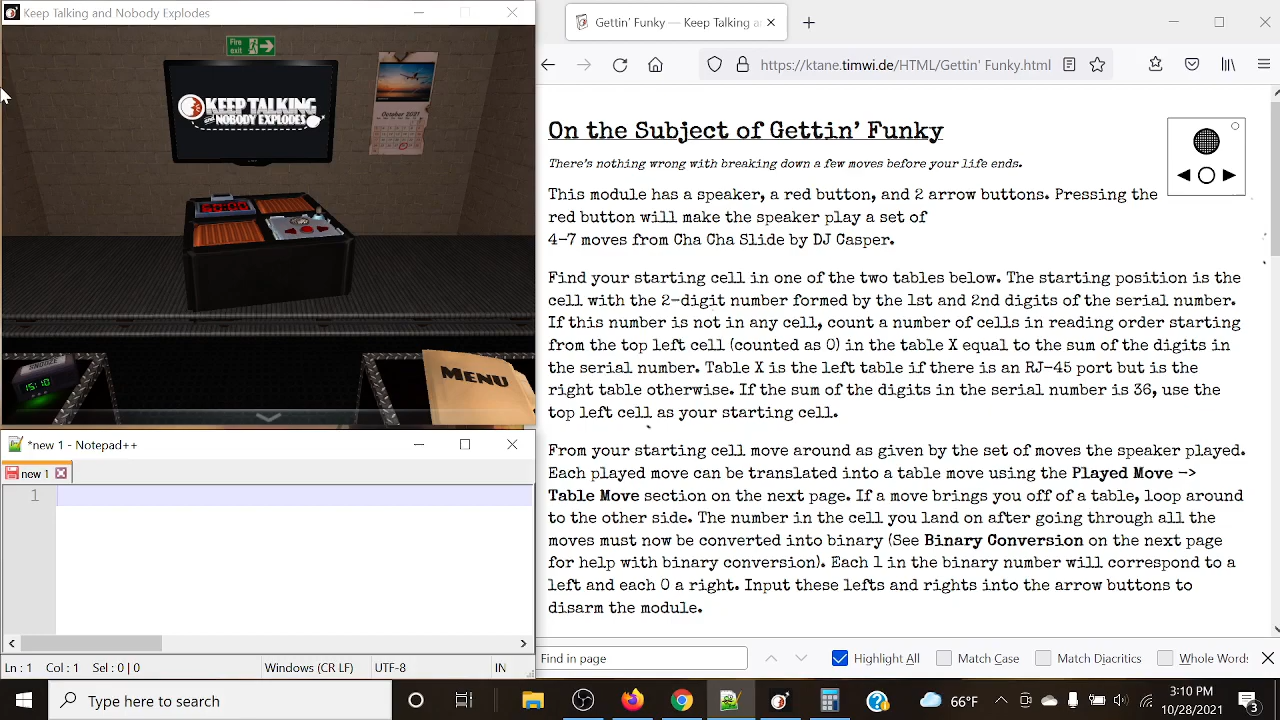 Keep Talking and Nobody Explodes
Fire
exit
KEEP TALKING
and NOBODY EXPLODES
October 2021
60:00
SNOOZE
15:10
MENU
*new 1 - Notepad++
new 1
1
Ln : 1 Col : 1 Sel : 0 | 0 Windows (CR LF) UTF-8 IN
Gettin' Funky — Keep Talking a
https://ktane.timwi.de/HTML/Gettin' Funky.html
On the Subject of Gettin' Funky
There's nothing wrong with breaking down a few moves before your life ends.
This module has a speaker, a red button, and 2 arrow buttons. Pressing the
red button will make the speaker play a set of
4-7 moves from Cha Cha Slide by DJ Casper.
Find your starting cell in one of the two tables below. The starting position is the
cell with the 2-digit number formed by the 1st and 2nd digits of the serial number.
If this number is not in any cell, count a number of cells in reading order starting
from the top left cell (counted as 0) in the table X equal to the sum of the digits in
the serial number. Table X is the left table if there is an RJ-45 port but is the
right table otherwise. If the sum of the digits in the serial number is 36, use the
top left cell as your starting cell.
From your starting cell move around as given by the set of moves the speaker played.
Each played move can be translated into a table move using the Played Move ->
Table Move section on the next page. If a move brings you off of a table, loop around
to the other side. The number in the cell you land on after going through all the
moves must now be converted into binary (See Binary Conversion on the next page
for help with binary conversion). Each 1 in the binary number will correspond to a
left and each 0 a right. Input these lefts and rights into the arrow buttons to
disarm the module.
Find in page
Highlight All Match Case Match Diacritics Whole Words
Type here to search
66°F
3:10 PM
10/28/2021
3